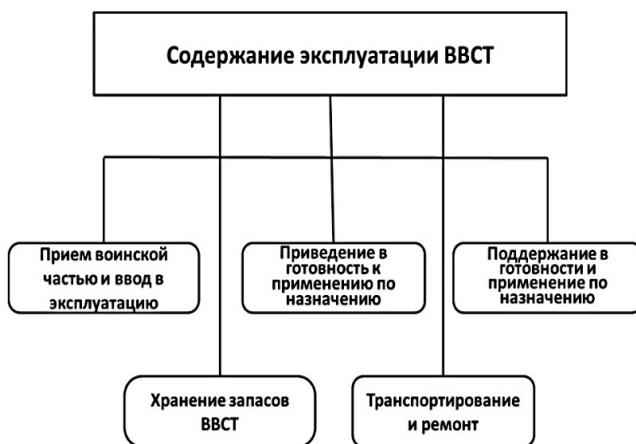 Содержание эксплуатации ВВСТ
Прием воинской
частью и ввод в
эксплуатацию
Приведение в
готовность к
применению по
назначению
Поддержание в
готовности и
применение по
назначению
Хранение запасов
ВВСТ
Транспортирование
и ремонт